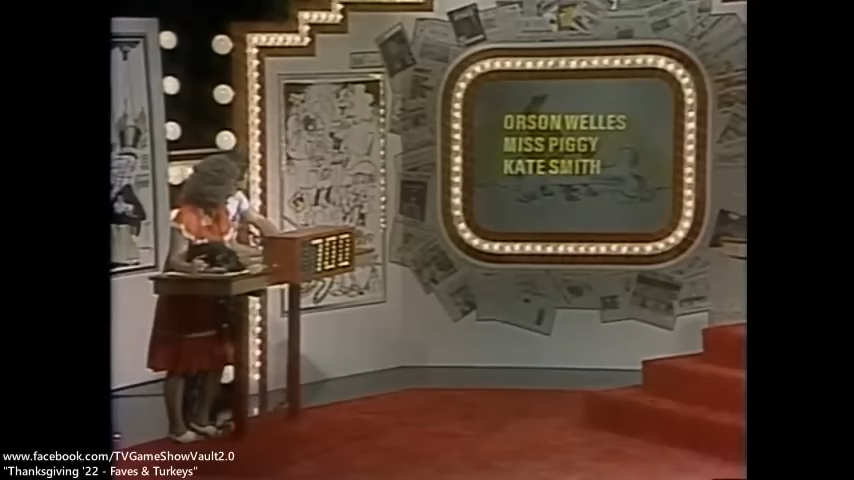 ORSON WELLES
MISS PIGGY
KATE SMITH
700
www.facebook.com/TVGameShowVault2.0
"Thanksgiving '22 - Faves & Turkeys"